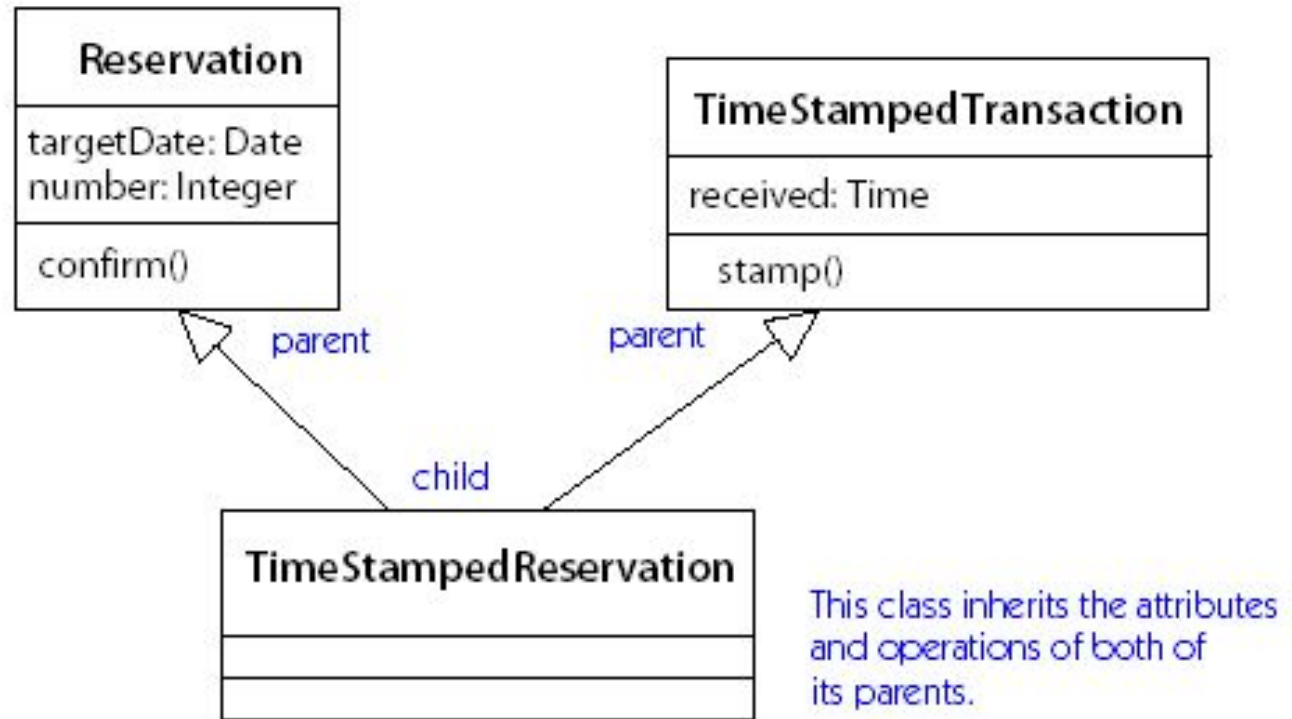 Reservation
targetDate: Date
number: Integer
confirm()
TimeStampedTransaction
received: Time
stamp()
parent
parent
child
TimeStampedReservation
This class inherits the attributes
and operations of both of
its parents.